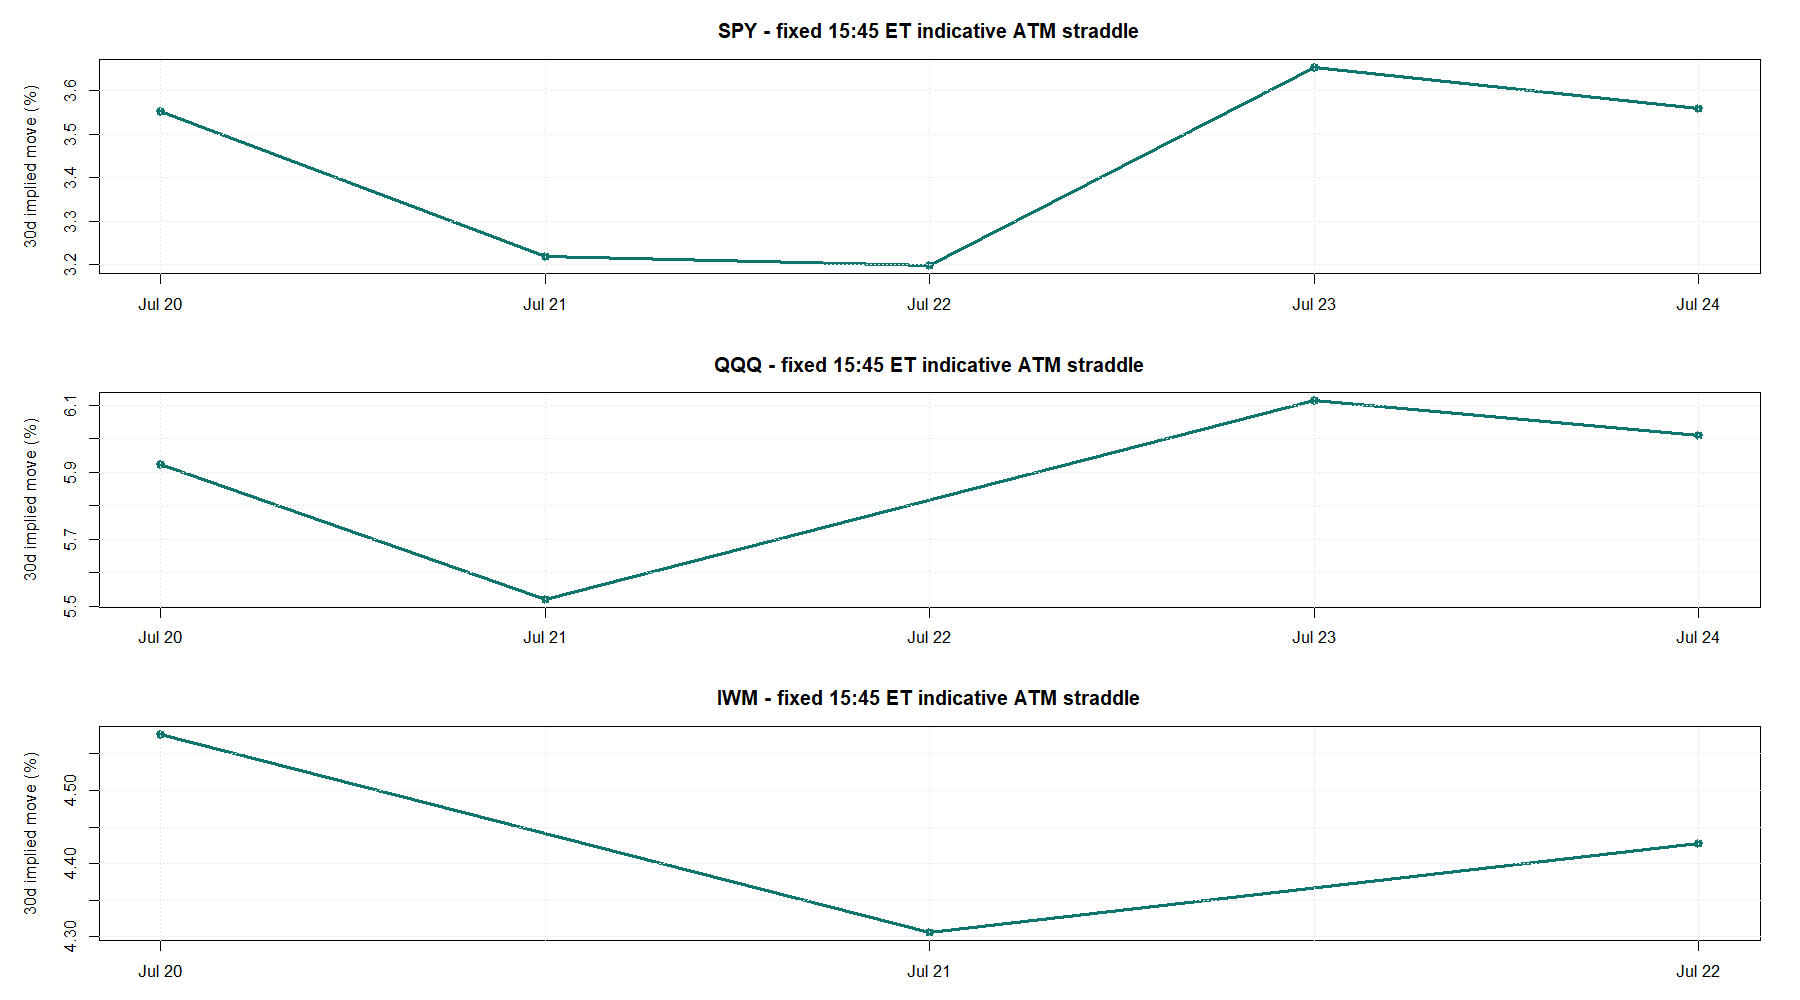 SPY - fixed 15:45 ET indicative ATM straddle
30d implied move (%)
3.6
3.5
3.4
3.3
3.2
Jul 20 Jul 21 Jul 22 Jul 23 Jul 24
QQQ - fixed 15:45 ET indicative ATM straddle
30d implied move (%)
6.1
5.9
5.7
5.5
Jul 20 Jul 21 Jul 22 Jul 23 Jul 24
IWM - fixed 15:45 ET indicative ATM straddle
30d implied move (%)
4.50
4.40
4.30
Jul 20 Jul 21 Jul 22